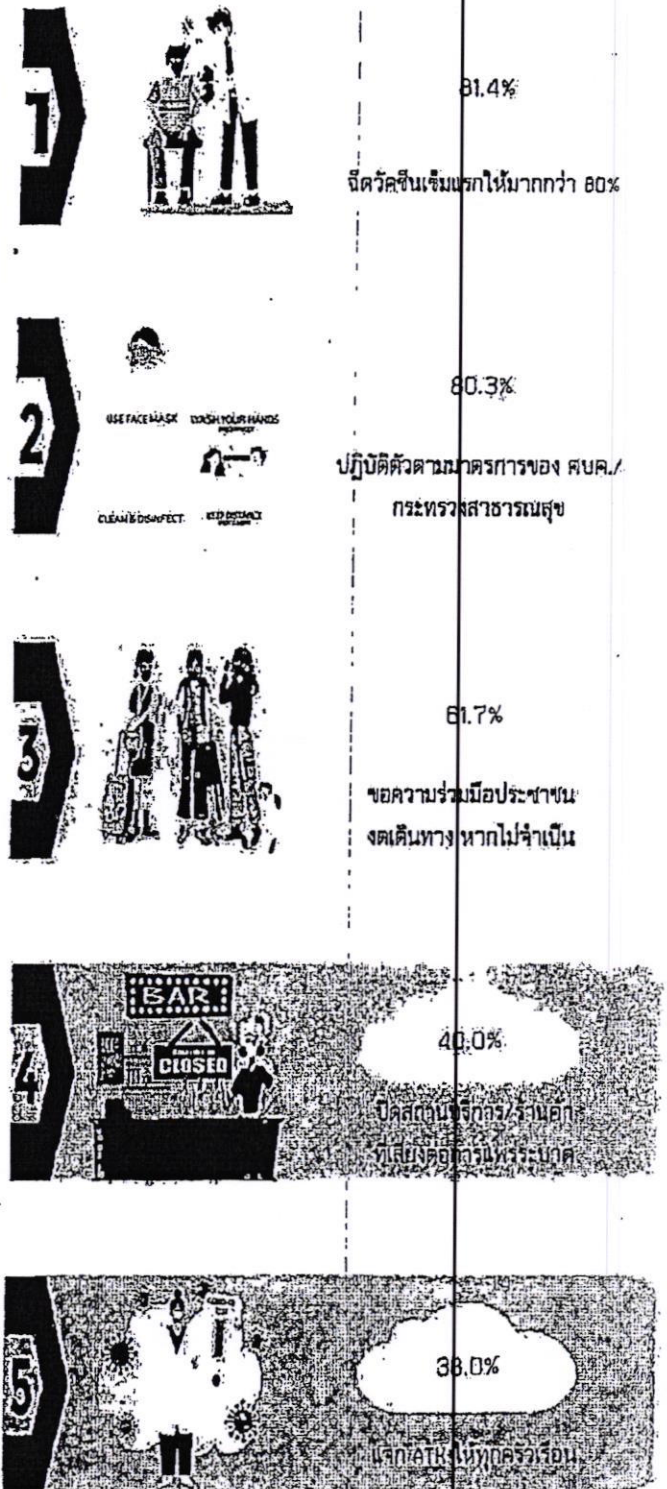 1
81.4%
ฉีดวัคซีนเข็มแรกให้มากกว่า 80%
2
USE FACE MASK WASH YOUR HANDS
CLEAN & DISINFECT KEEP DISTANCE
80.3%
ปฏิบัติตัวตามมาตรการของ ศบค./
กระทรวงสาธารณสุข
3
61.7%
ขอความร่วมมือประชาชน
งดเดินทาง หากไม่จำเป็น
4
BAR
CLOSED
40.0%
ปิดสถานบริการ/ร้านค้า
ที่เสี่ยงต่อการแพร่ระบาด
5
38.0%
แจก ATK ให้ทุกครัวเรือน